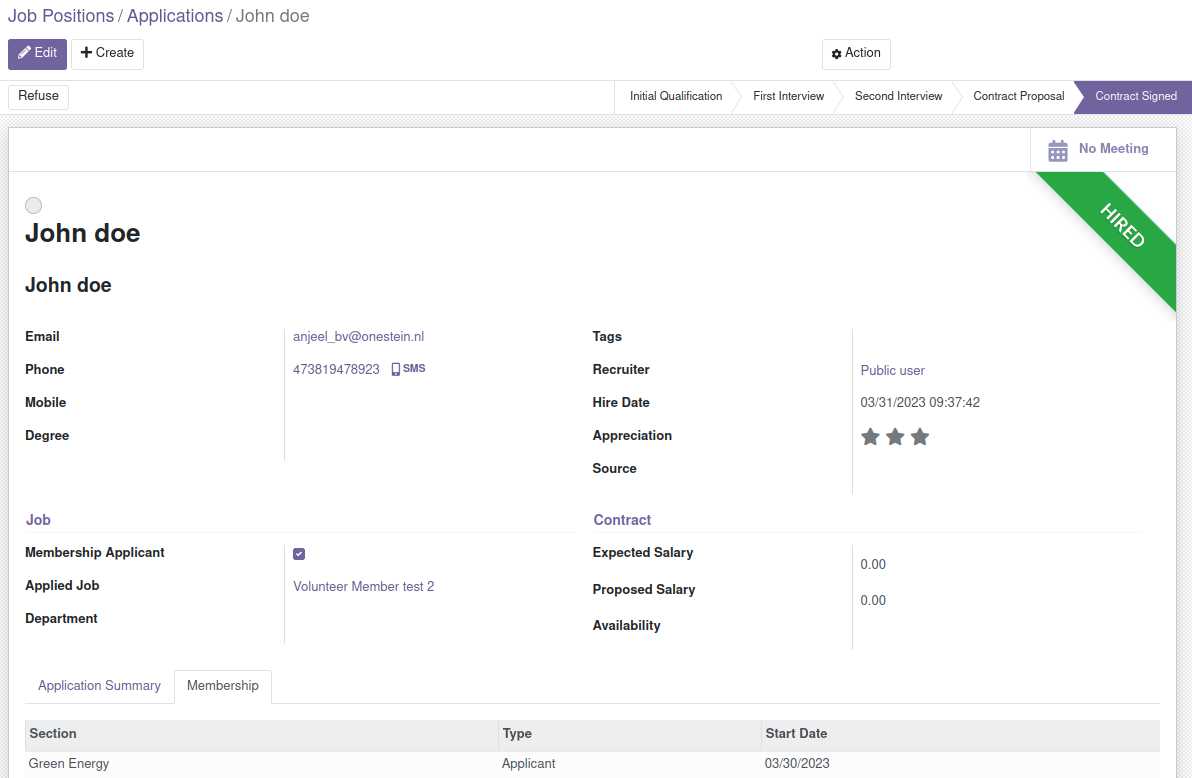 Job Positions / Applications / John doe
Edit Create Action
Refuse Initial Qualification First Interview Second Interview Contract Proposal Contract Signed
No Meeting
HIRED
John doe
John doe
Email anjeel_bv@onestein.nl Tags
Phone 473819478923 SMS Recruiter Public user
Mobile Hire Date 03/31/2023 09:37:42
Degree Appreciation
Source
Job Contract
Membership Applicant Expected Salary 0.00
Applied Job Volunteer Member test 2 Proposed Salary 0.00
Department Availability
Application Summary Membership
Section Type Start Date
Green Energy Applicant 03/30/2023